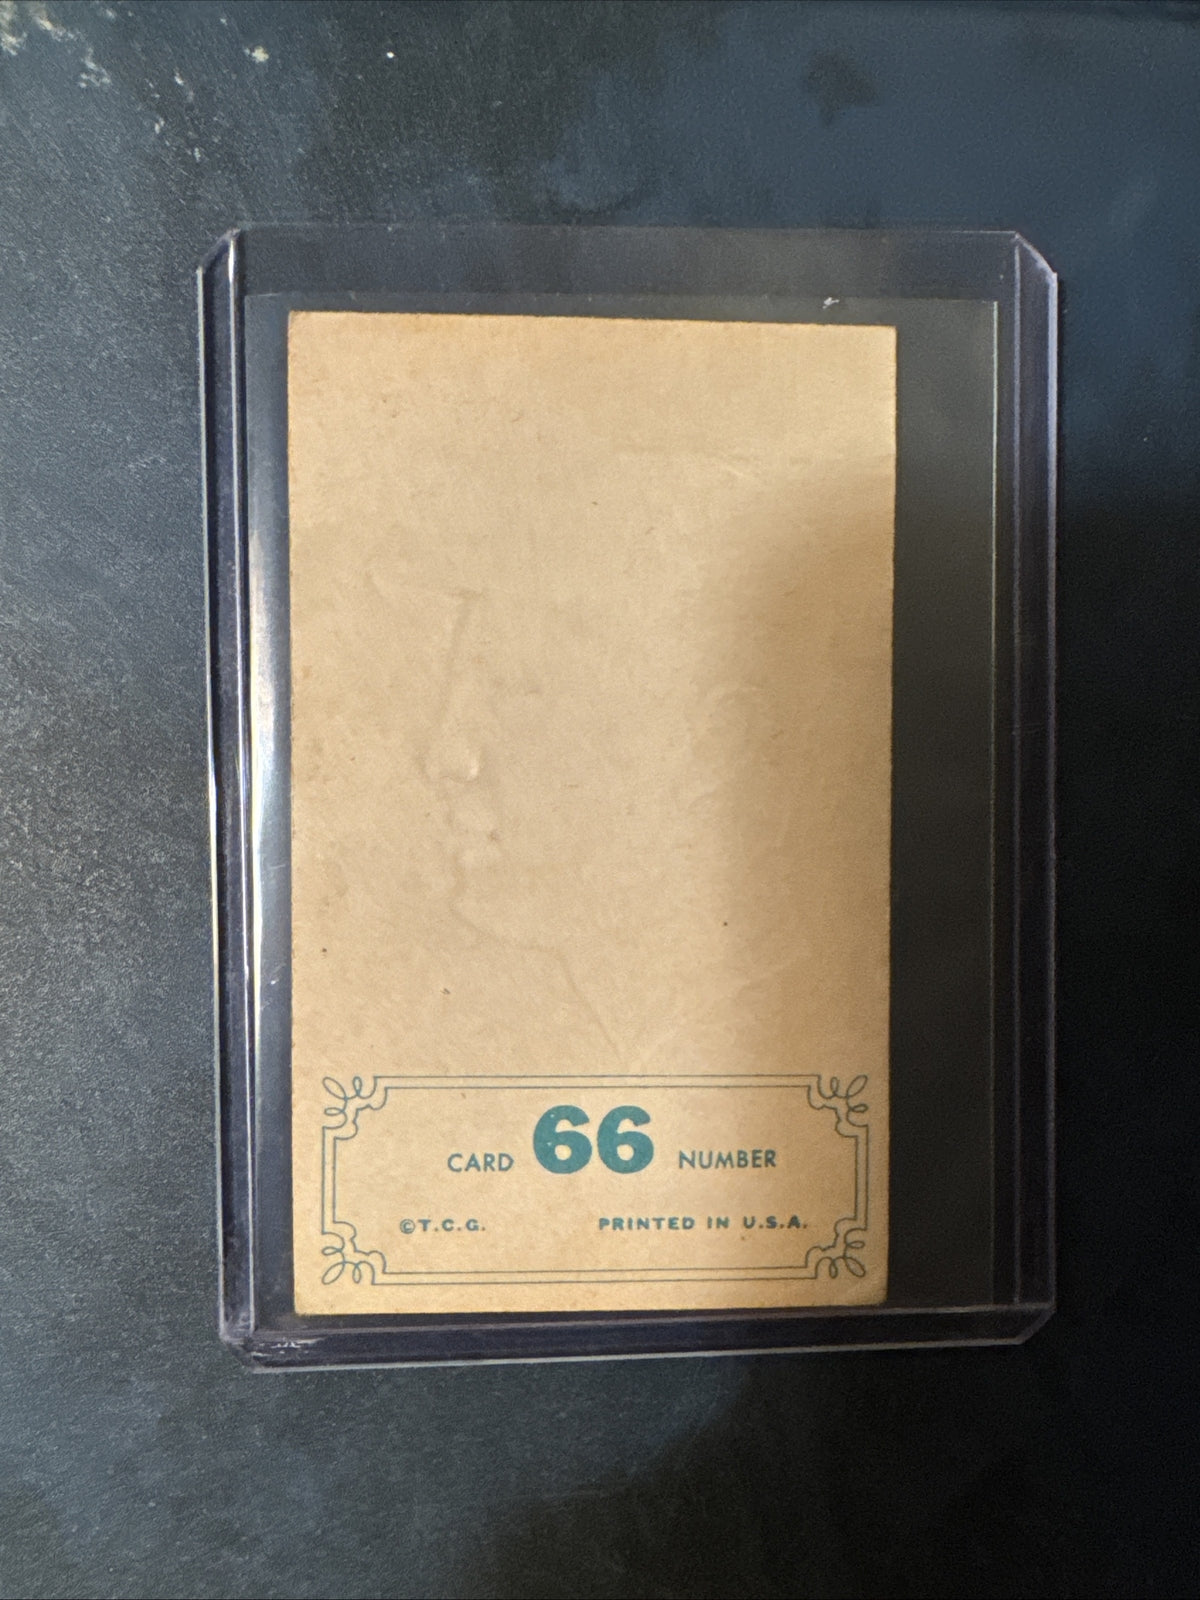 CARD 66 NUMBER
©T.C.G. PRINTED IN U.S.A.